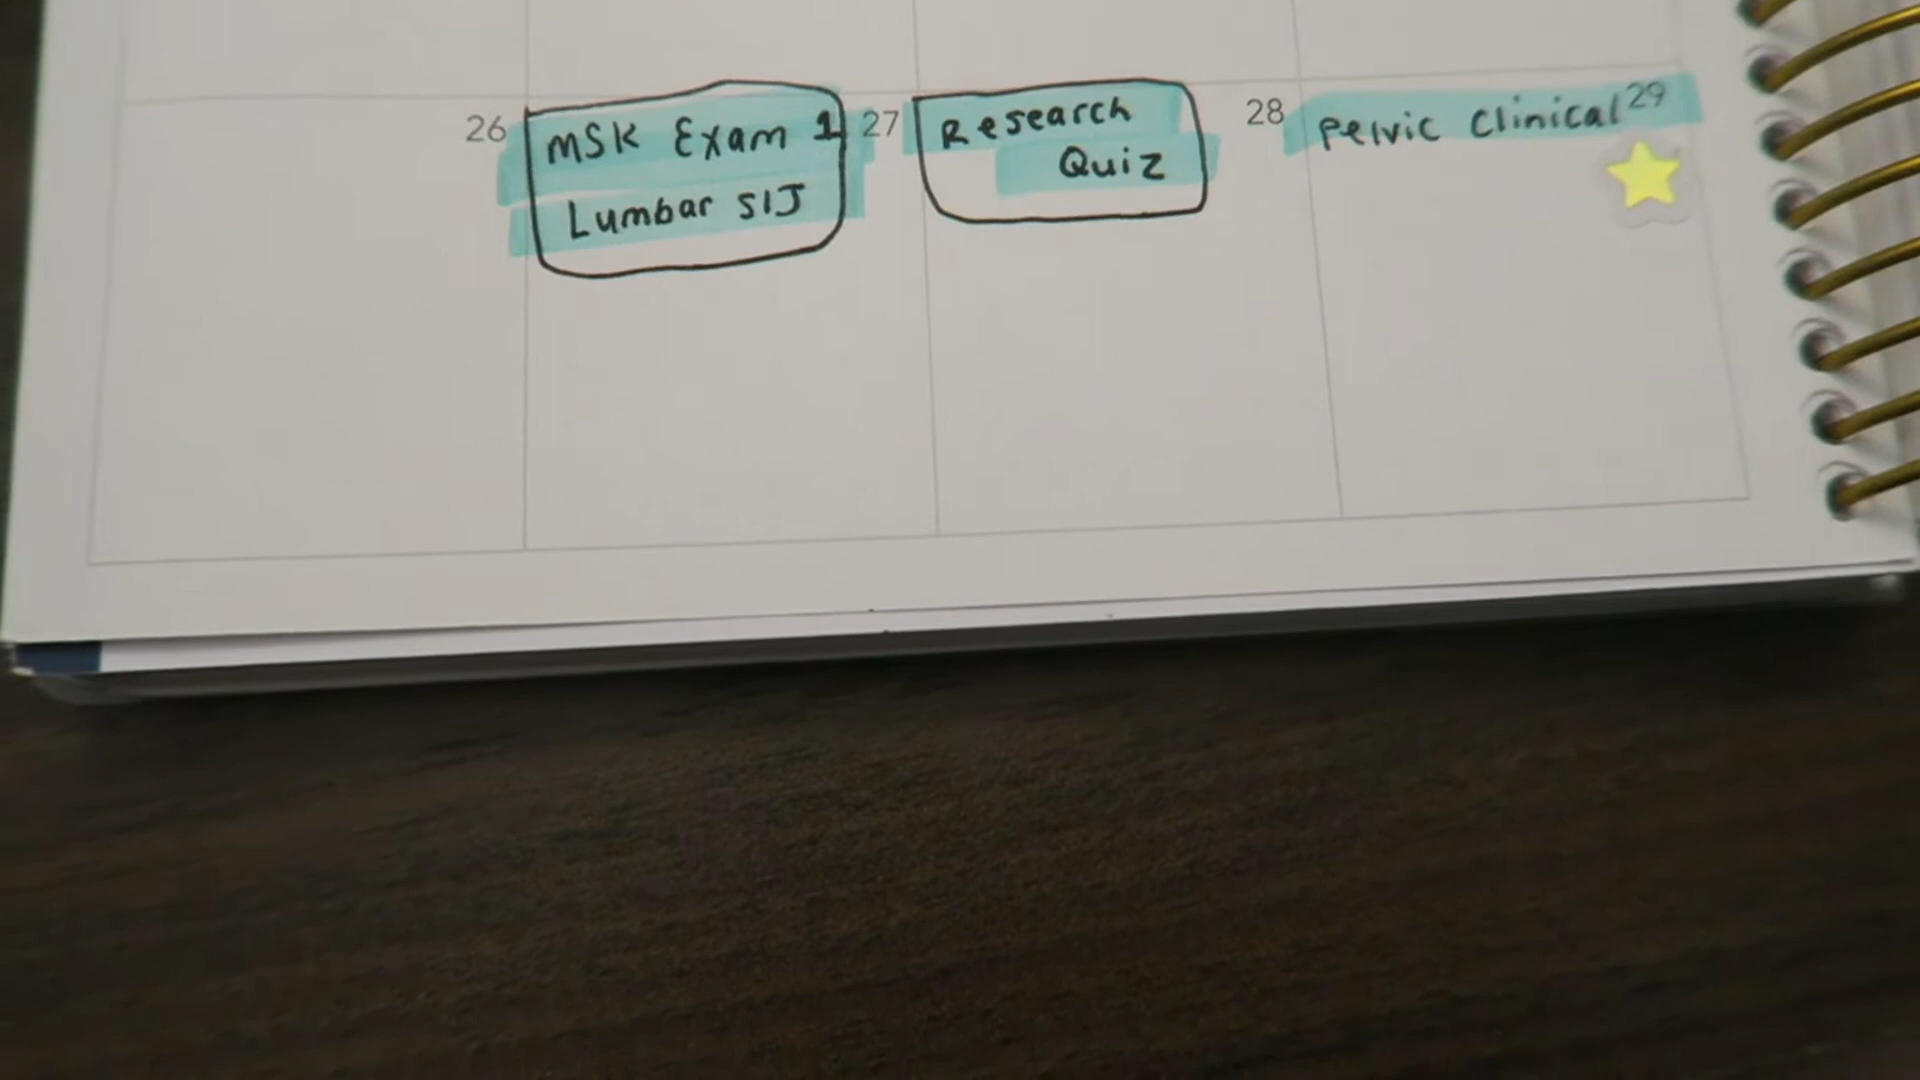 26
MSK Exam 1
Lumbar SIJ
27
Research
Quiz
28
Pelvic Clinical
29